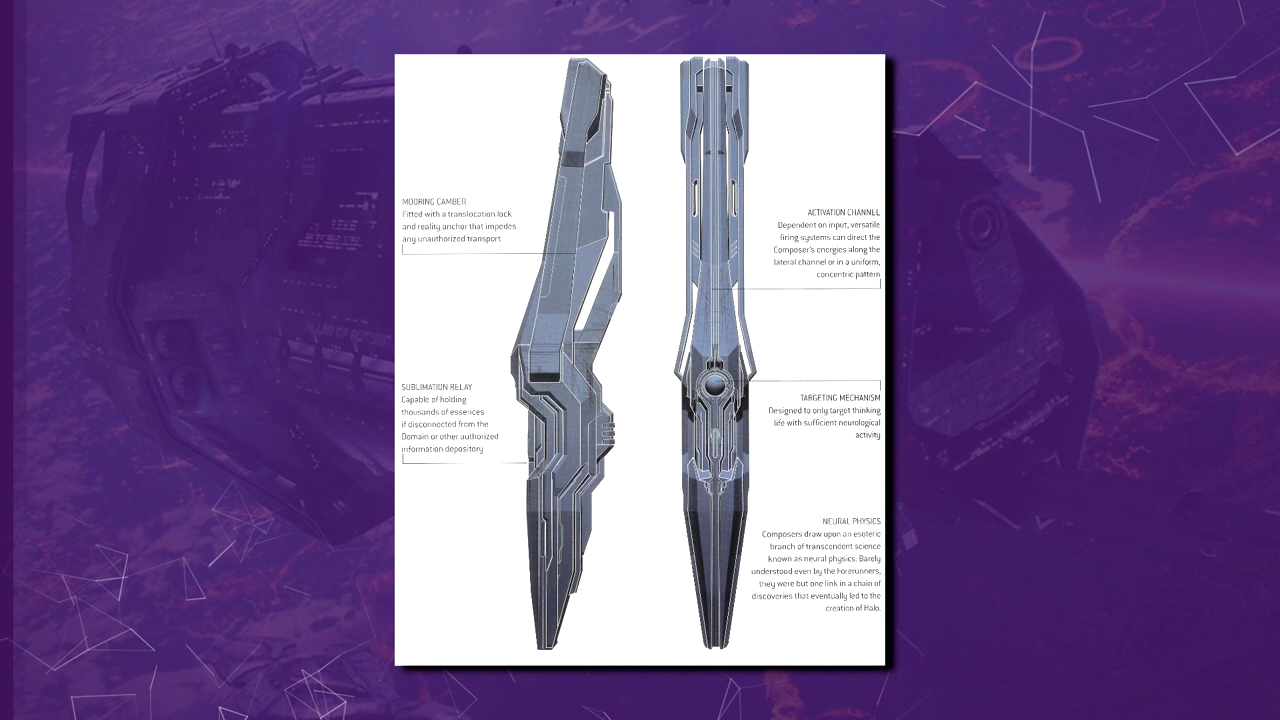 MOORING CAMBER
Fitted with a translocation lock
and reality anchor that impedes
any unauthorized transport
SUBLIMATION RELAY
Capable of holding
thousands of essences
if disconnected from the
Domain or other authorized
information depository
ACTIVATION CHANNEL
Dependent on input, versatile
firing systems can direct the
Composer's energies along the
lateral channel or in a uniform,
concentric pattern
TARGETING MECHANISM
Designed to only target thinking
life with sufficient neurological
activity
NEURAL PHYSICS
Composers draw upon an esoteric
branch of transcendent science
known as neural physics. Barely
understood even by the Forerunners,
they were but one link in a chain of
discoveries that eventually led to the
creation of Halo.